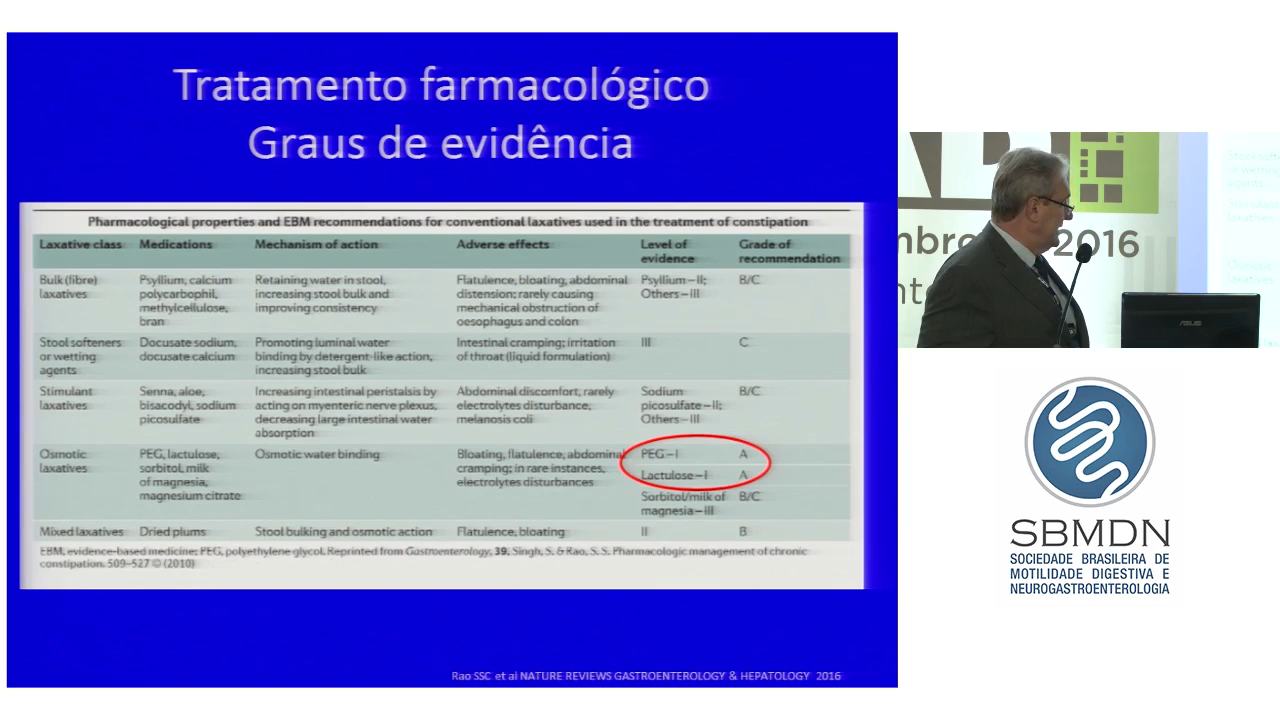 Tratamento farmacológico
Graus de evidência
Pharmacological properties and EBM recommendations for conventional laxatives used in the treatment of constipation
Laxative class Medications Mechanism of action Adverse effects Level of evidence Grade of recommendation
Bulk (fibre) laxatives Psyllium, calcium polycarbophil, methylcellulose, bran Retaining water in stool, increasing stool bulk and improving consistency Flatulence, bloating, abdominal distension; rarely causing mechanical obstruction of oesophagus and colon Psyllium–II; Others–III B/C
Stool softeners or wetting agents Docusate sodium, docusate calcium Promoting luminal water binding by detergent-like action, increasing stool bulk Intestinal cramping; irritation of throat (liquid formulation) III C
Stimulant laxatives Senna, aloe, bisacodyl, sodium picosulfate Increasing intestinal peristalsis by acting on myenteric nerve plexus, decreasing large intestinal water absorption Abdominal discomfort, rarely electrolytes disturbance, melanosis coli Sodium picosulfate–II; Others–III B/C
Osmotic laxatives PEG, lactulose, sorbitol, milk of magnesia, magnesium citrate Osmotic water binding Bloating, flatulence, abdominal cramping; in rare instances, electrolytes disturbances PEG–I A
Lactulose–I A
Sorbitol/milk of magnesia–III B/C
Mixed laxatives Dried plums Stool bulking and osmotic action Flatulence, bloating II B
EBM, evidence-based medicine; PEG, polyethylene glycol. Reprinted from Gastroenterology, 39, Singh, S. & Rao, S. S. Pharmacologic management of chronic
constipation. 509–527 © (2010)
Rao SSC et al NATURE REVIEWS GASTROENTEROLOGY & HEPATOLOGY 2016
mbro 2016
ASUS
SBMDN
SOCIEDADE BRASILEIRA DE
MOTILIDADE DIGESTIVA E
NEUROGASTROENTEROLOGIA